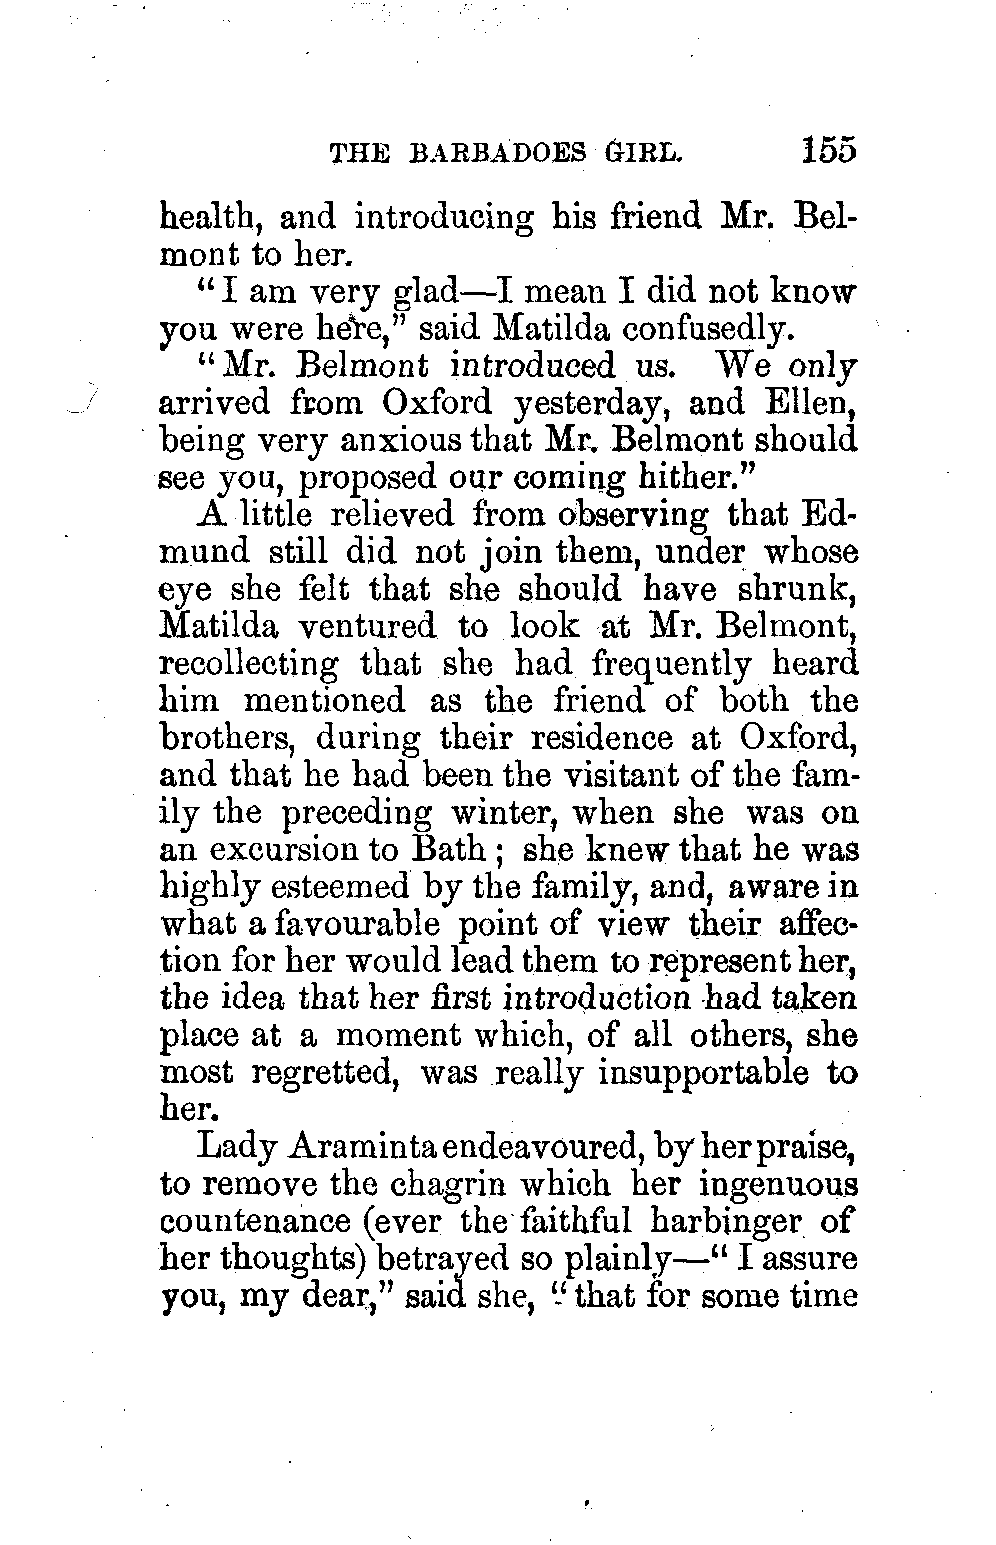 THE BARBADOES GIRL. 155
health, and introducing his friend Mr. Bel-
mont to her.
“I am very glad—I mean I did not know
you were here,” said Matilda confusedly.
“Mr. Belmont introduced us. We only
arrived from Oxford yesterday, and Ellen,
being very anxious that Mr. Belmont should
see you, proposed our coming hither.”
A little relieved from observing that Ed-
mund still did not join them, under whose
eye she felt that she should have shrunk,
Matilda ventured to look at Mr. Belmont,
recollecting that she had frequently heard
him mentioned as the friend of both the
brothers, during their residence at Oxford,
and that he had been the visitant of the fam-
ily the preceding winter, when she was on
an excursion to Bath; she knew that he was
highly esteemed by the family, and, aware in
what a favourable point of view their affec-
tion for her would lead them to represent her,
the idea that her first introduction had taken
place at a moment which, of all others, she
most regretted, was really insupportable to
her.
Lady Araminta endeavoured, by her praise,
to remove the chagrin which her ingenuous
countenance (ever the faithful harbinger of
her thoughts) betrayed so plainly—“I assure
you, my dear,” said she, “that for some time